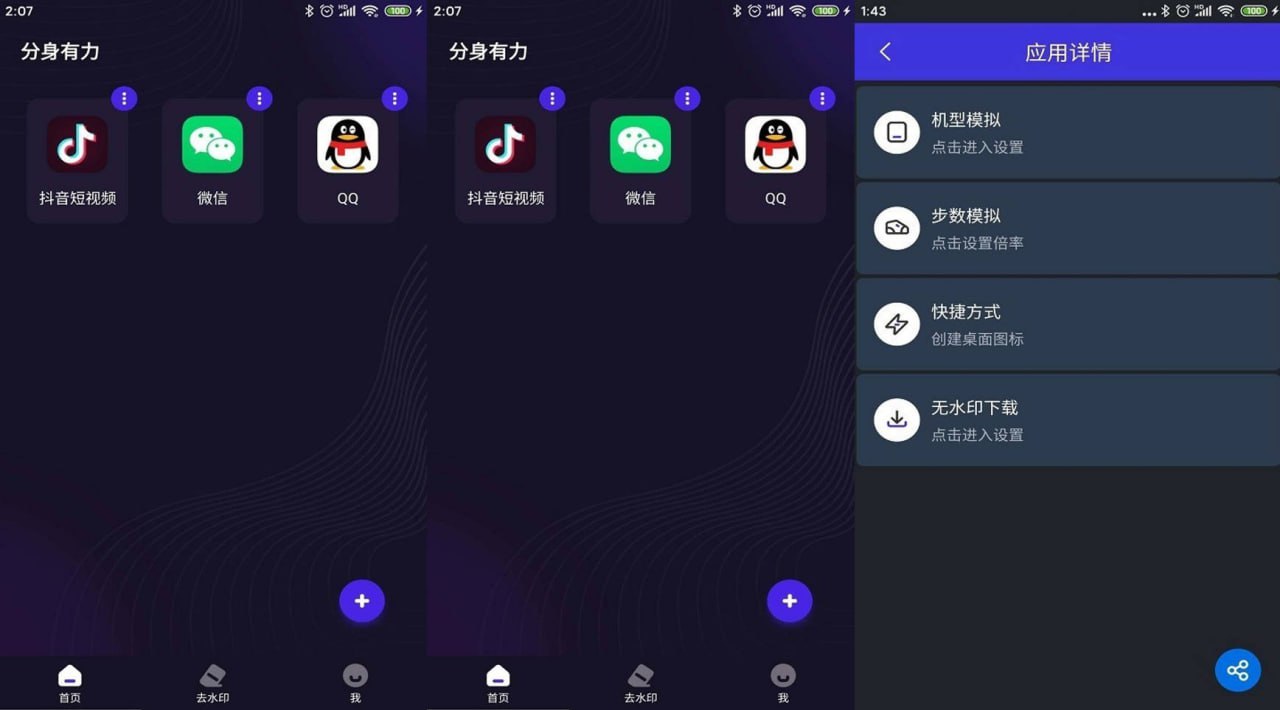 2:07
HD
100
分身有力
抖音短视频
微信
QQ
首页
去水印
我
2:07
HD
100
分身有力
抖音短视频
微信
QQ
首页
去水印
我
1:43
HD
100
应用详情
机型模拟
点击进入设置
步数模拟
点击设置倍率
快捷方式
创建桌面图标
无水印下载
点击进入设置